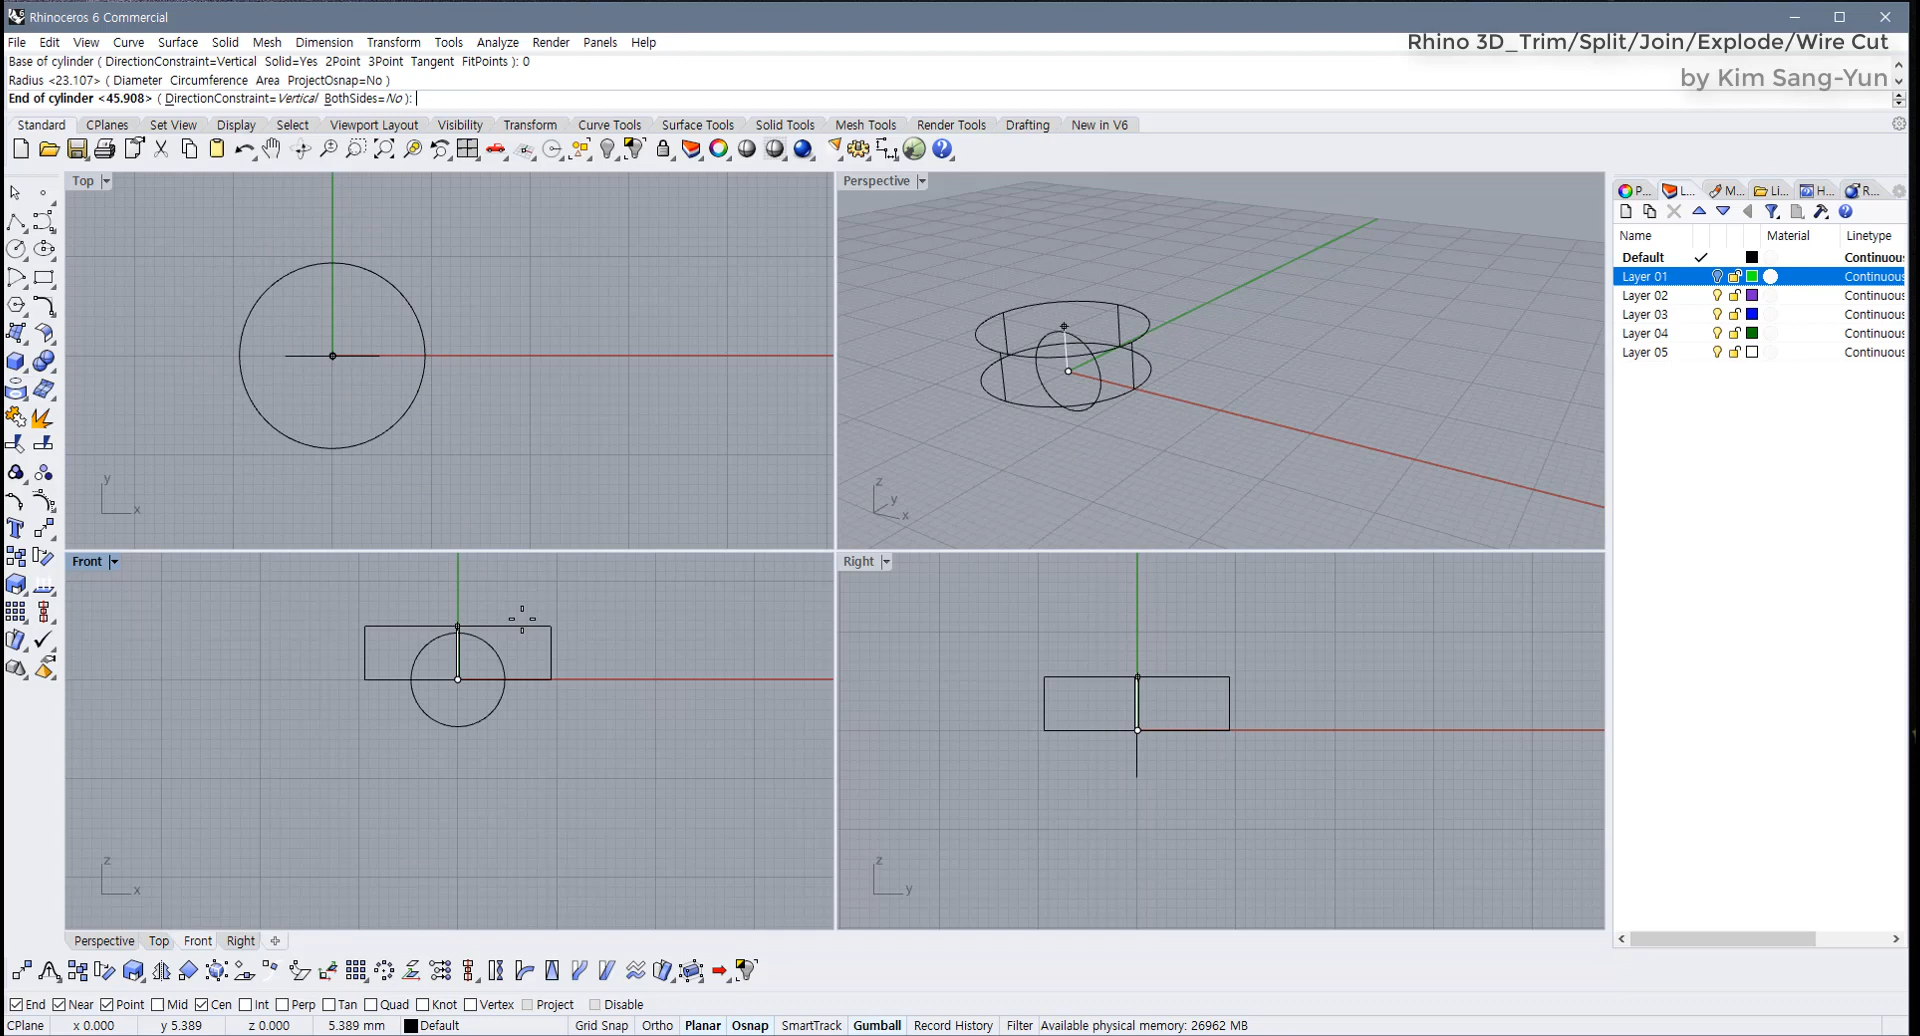 Rhinoceros 6 Commercial
File Edit View Curve Surface Solid Mesh Dimension Transform Tools Analyze Render Panels Help
Rhino 3D_Trim/Split/Join/Explode/Wire Cut
by Kim Sang-Yun
Base of cylinder ( DirectionConstraint=Vertical Solid=Yes 2Point 3Point Tangent FitPoints ): 0
Radius <23.107> ( Diameter Circumference Area ProjectOsnap=No )
End of cylinder <45.908> ( DirectionConstraint=Vertical BothSides=No ):
Standard CPlanes Set View Display Select Viewport Layout Visibility Transform Curve Tools Surface Tools Solid Tools Mesh Tools Render Tools Drafting New in V6
Top
y
x
Perspective
z
y
x
Front
z
x
Right
z
y
P... L... M... Li... H... R...
Name Material Linetype
Default Continuous
Layer 01 Continuous
Layer 02 Continuous
Layer 03 Continuous
Layer 04 Continuous
Layer 05 Continuous
Perspective Top Front Right
End Near Point Mid Cen Int Perp Tan Quad Knot Vertex Project Disable
CPlane x 0.000 y 5.389 z 0.000 5.389 mm Default Grid Snap Ortho Planar Osnap SmartTrack Gumball Record History Filter Available physical memory: 26962 MB